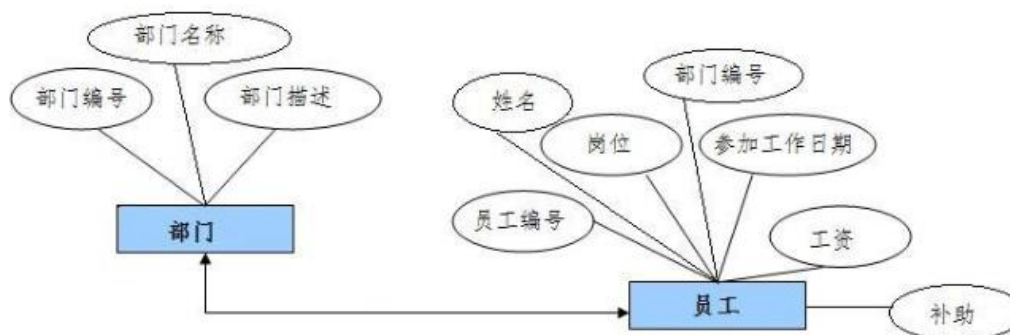 部门名称
部门编号
部门描述
部门
姓名
部门编号
岗位
参加工作日期
员工编号
工资
员工
补助